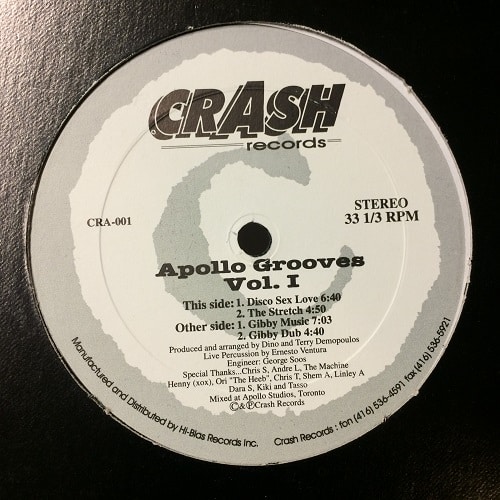 CRASH
records
CRA-001
STEREO
33 1/3 RPM
Apollo Grooves
Vol. I
This side: 1. Disco Sex Love 6:40
2. The Stretch 4:50
Other side: 1. Gibby Music 7:03
2. Gibby Dub 4:40
Produced and arranged by Dino and Terry Demopoulos
Live Percussion by Ernesto Ventura
Engineer: George Soos
Special Thanks...Chris S, Andre L, The Machine
Henny (xox), Ori "The Heeb", Chris T, Shem A, Linley A
Dara S, Kiki and Tasso
Mixed at Apollo Studios, Toronto
©&℗Crash Records
Manufactured and Distributed by Hi-Bias Records Inc.
Crash Records : fon (416) 536-4591 fax (416) 536-5921